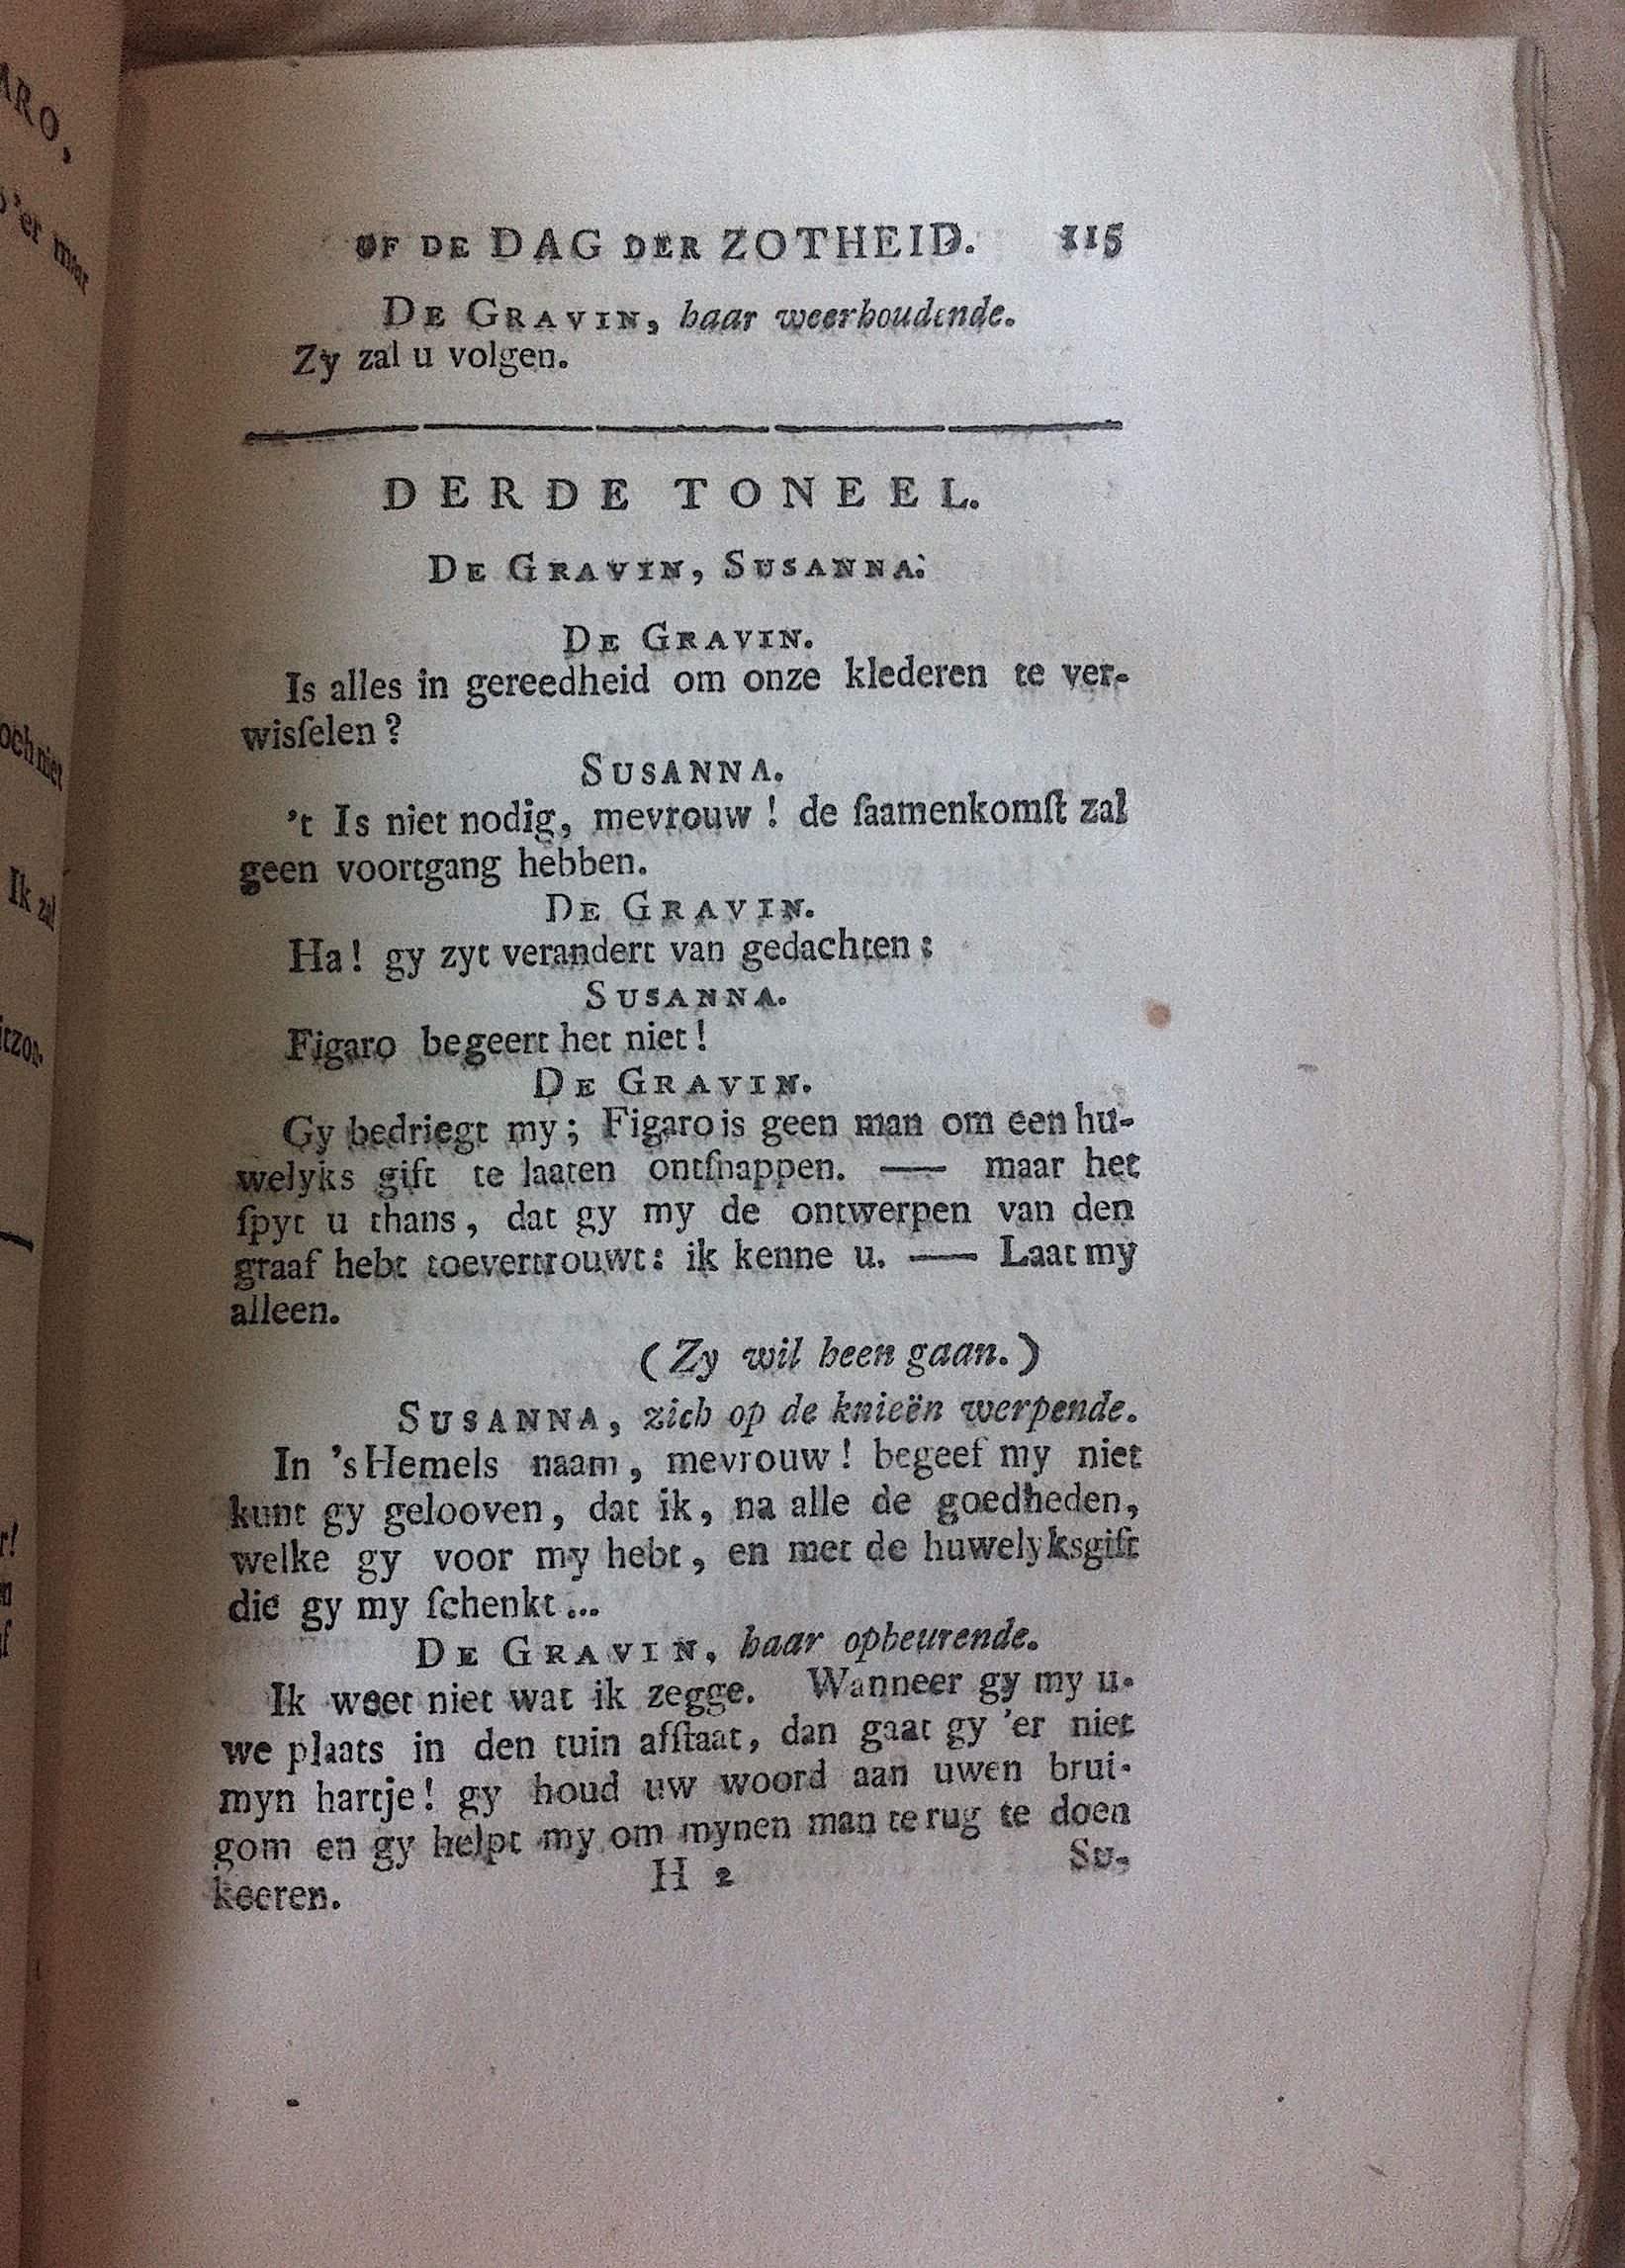 OF DE DAG DER ZOTHEID. 115
DE GRAVIN, haar weerhoudende.
Zy zal u volgen.
DERDE TONEEL.
DE GRAVIN, SUSANNA.
DE GRAVIN.
Is alles in gereedheid om onze klederen te ver-
wisſelen?
SUSANNA.
't Is niet nodig, mevrouw! de ſaamenkomſt zal
geen voortgang hebben.
DE GRAVIN.
Ha! gy zyt verandert van gedachten:
SUSANNA.
Figaro begeert het niet!
DE GRAVIN.
Gy bedriegt my; Figaro is geen man om een hu-
welyks gift te laaten ontſnappen. — maar het
ſpyt u thans, dat gy my de ontwerpen van den
graaf hebt toevertrouwt: ik kenne u. — Laat my
alleen.
(Zy wil heen gaan.)
SUSANNA, zich op de knieën werpende.
In 's Hemels naam, mevrouw! begeef my niet
kunt gy gelooven, dat ik, na alle de goedheden,
welke gy voor my hebt, en met de huwelyksgift
die gy my ſchenkt...
DE GRAVIN, haar opbeurende.
Ik weet niet wat ik zegge. Wanneer gy my u-
we plaats in den tuin afſtaat, dan gaat gy 'er niet
myn hartje! gy houd uw woord aan uwen brui-
gom en gy helpt my om mynen man te rug te doen
keeren.
H 2 Su-